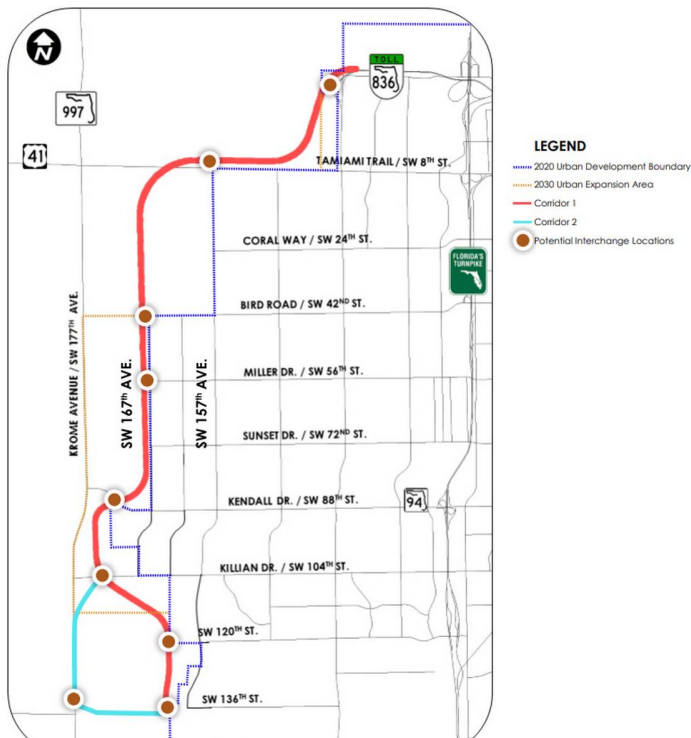 N
997
41
TOLL
836
TAMIAMI TRAIL / SW 8TH ST.
CORAL WAY / SW 24TH ST.
FLORIDA'S
TURNPIKE
BIRD ROAD / SW 42ND ST.
KROME AVENUE / SW 177TH AVE.
SW 167th AVE.
SW 157th AVE.
MILLER DR. / SW 56TH ST.
SUNSET DR. / SW 72ND ST.
KENDALL DR. / SW 88TH ST.
94
KILLIAN DR. / SW 104TH ST.
SW 120TH ST.
SW 136TH ST.
LEGEND
2020 Urban Development Boundary
2030 Urban Expansion Area
Corridor 1
Corridor 2
Potential Interchange Locations